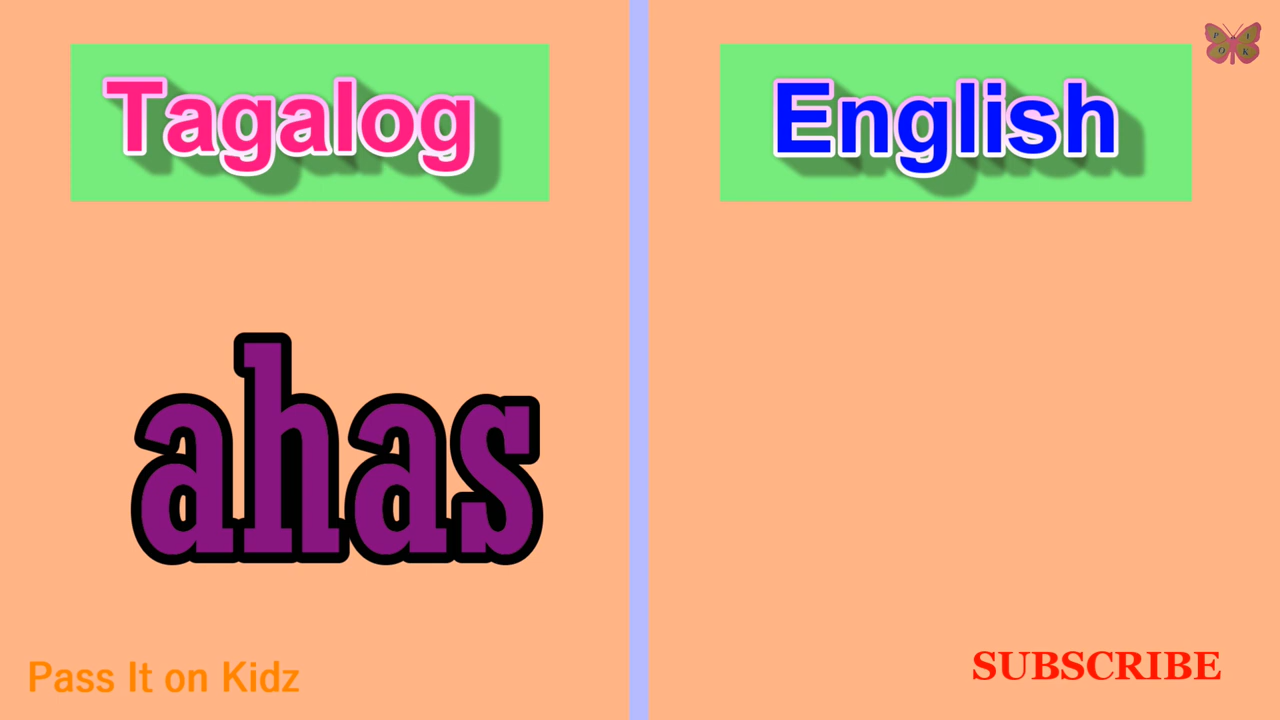 Tagalog
English
ahas
Pass It on Kidz
SUBSCRIBE
P I
O K